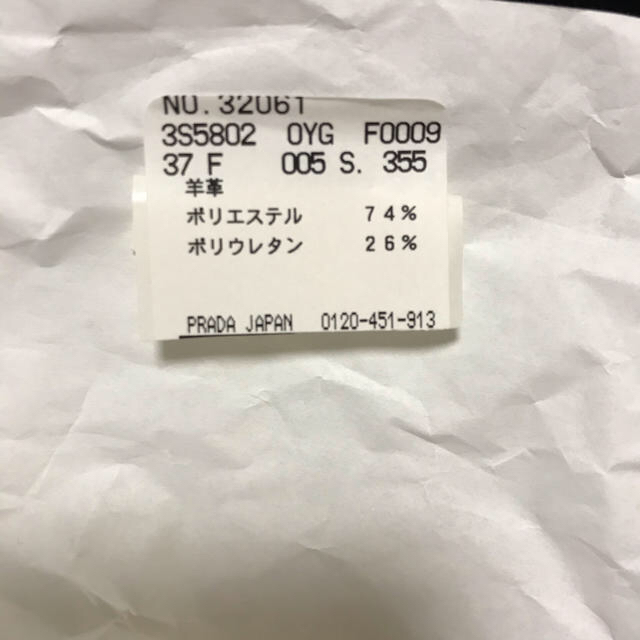 NO. 32061
3S5802 0YG F0009
37 F 005 S. 355
羊革
ポリエステル 74%
ポリウレタン 26%
PRADA JAPAN 0120-451-913